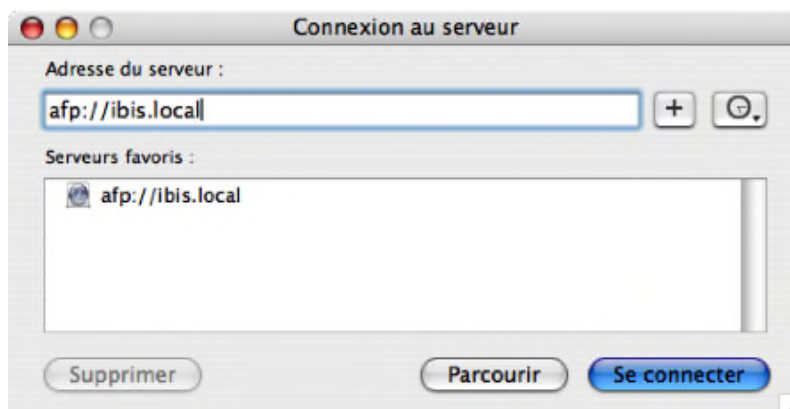 Connexion au serveur
Adresse du serveur :
afp://ibis.local
Serveurs favoris :
afp://ibis.local
Supprimer
Parcourir
Se connecter